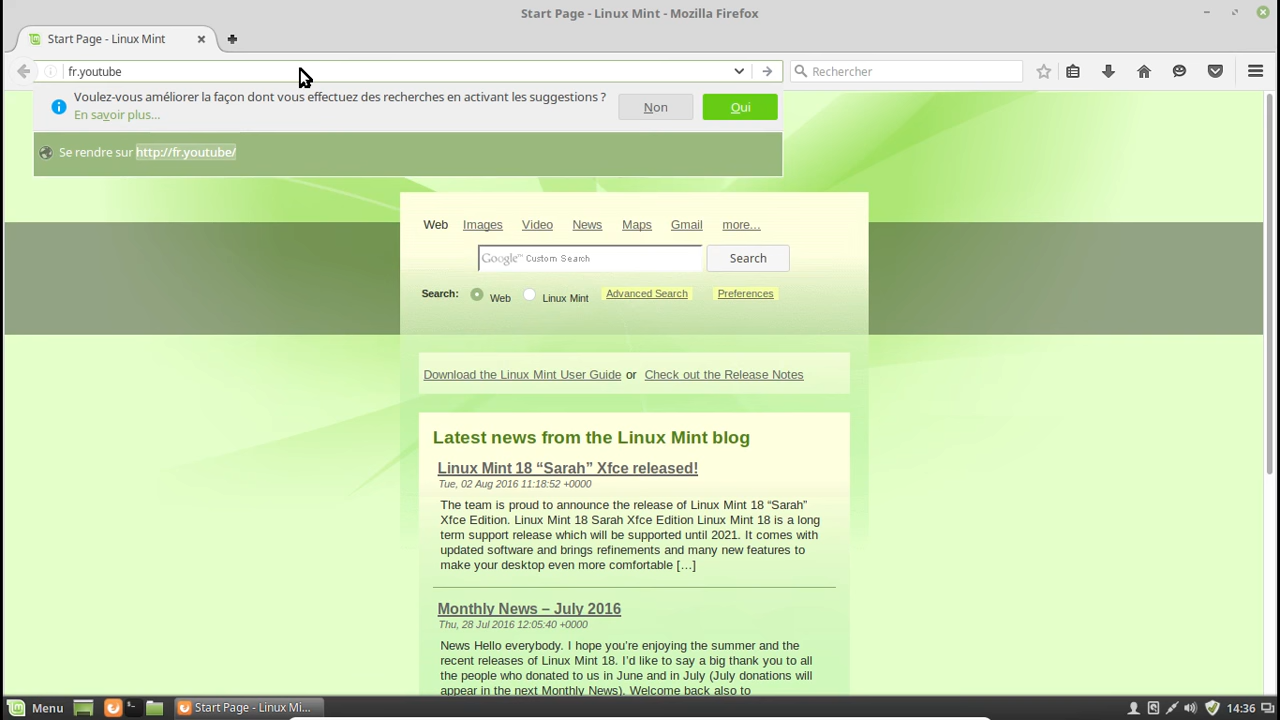 Start Page - Linux Mint - Mozilla Firefox
Start Page - Linux Mint
fr.youtube
Rechercher
Voulez-vous améliorer la façon dont vous effectuez des recherches en activant les suggestions ?
En savoir plus...
Non
Oui
Se rendre sur http://fr.youtube/
Web Images Video News Maps Gmail more...
Google™ Custom Search
Search
Search: Web Linux Mint Advanced Search Preferences
Download the Linux Mint User Guide or Check out the Release Notes
Latest news from the Linux Mint blog
Linux Mint 18 “Sarah” Xfce released!
Tue, 02 Aug 2016 11:18:52 +0000
The team is proud to announce the release of Linux Mint 18 “Sarah”
Xfce Edition. Linux Mint 18 Sarah Xfce Edition Linux Mint 18 is a long
term support release which will be supported until 2021. It comes with
updated software and brings refinements and many new features to
make your desktop even more comfortable […]
Monthly News – July 2016
Thu, 28 Jul 2016 12:05:40 +0000
News Hello everybody. I hope you’re enjoying the summer and the
recent releases of Linux Mint 18. I’d like to say a big thank you to all
the people who donated to us in June and in July (July donations will
appear in the next Monthly News). Welcome back also to
Menu
Start Page - Linux Mi...
14:36